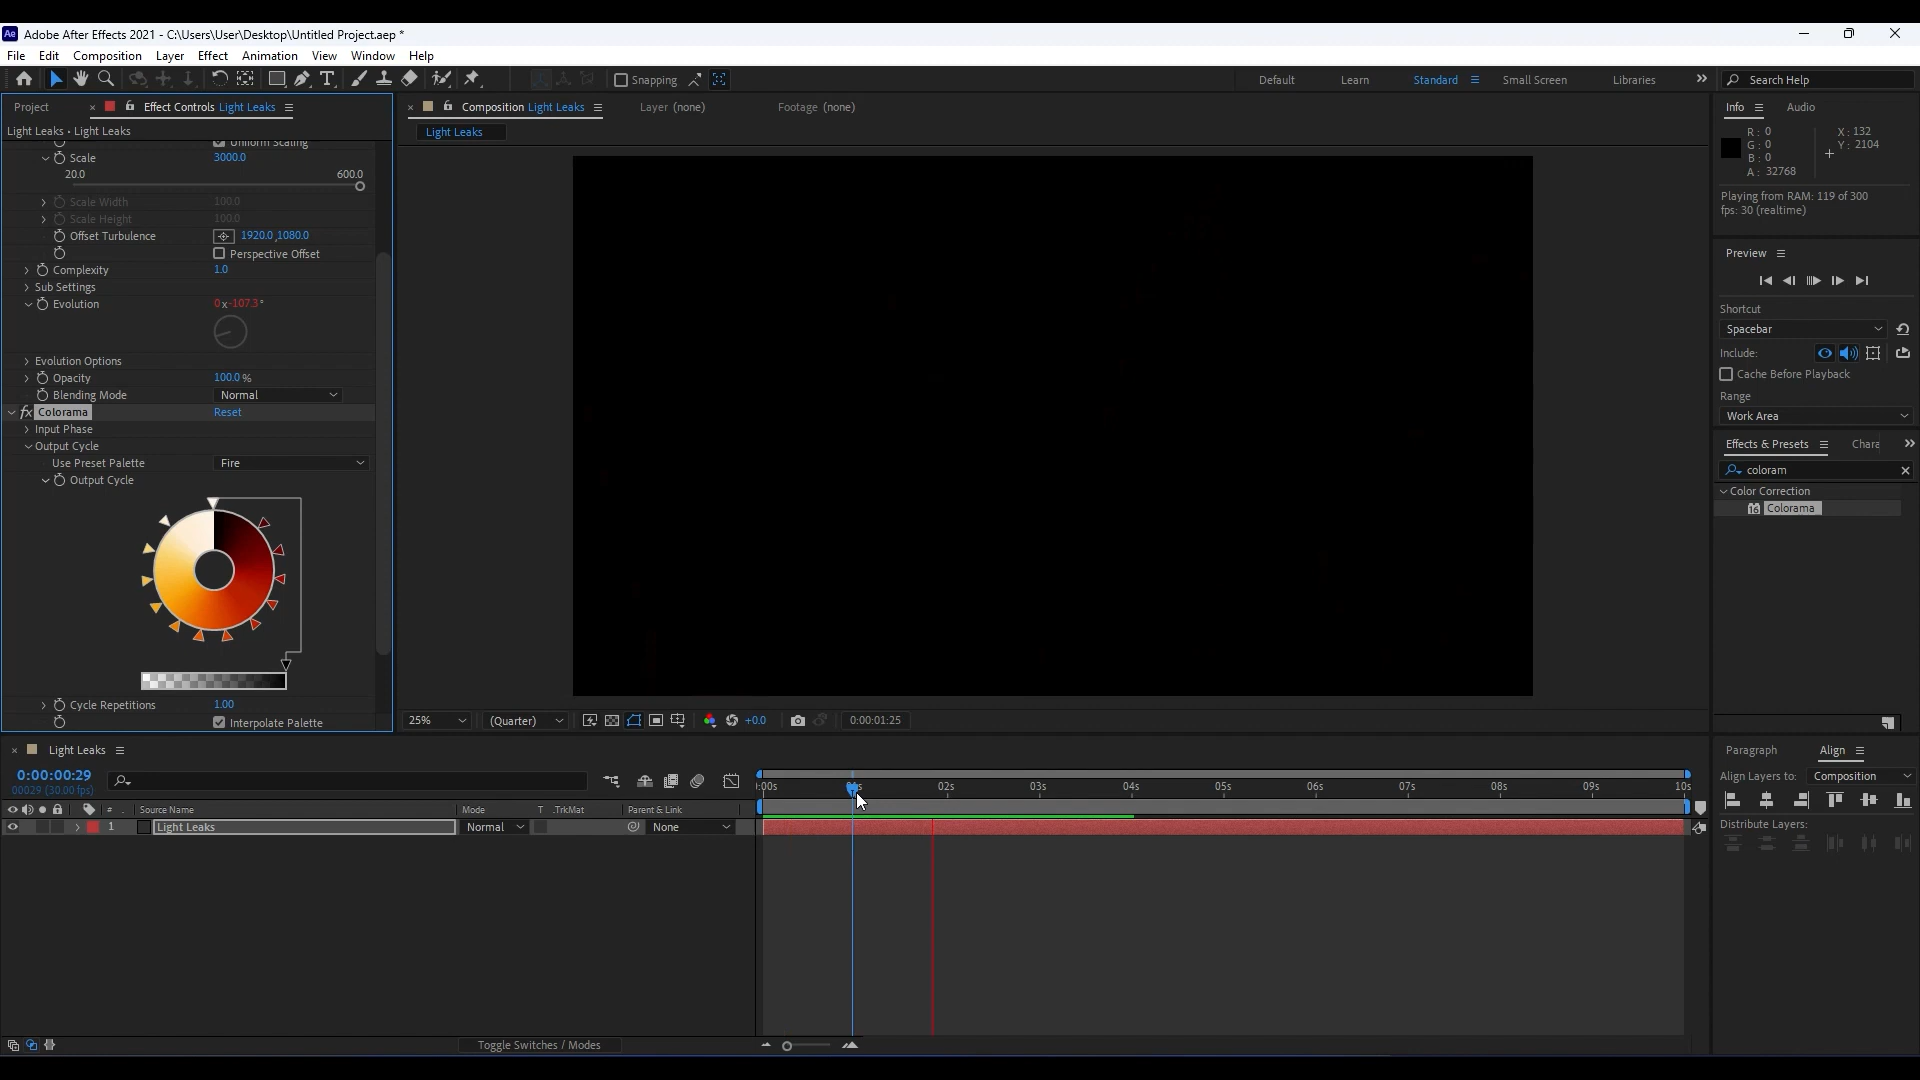 Ae Adobe After Effects 2021 - C:\Users\User\Desktop\Untitled Project.aep *
File Edit Composition Layer Effect Animation View Window Help
Snapping Default Learn Standard Small Screen Libraries Search Help
Project Effect Controls Light Leaks
Light Leaks • Light Leaks
Uniform Scaling
Scale 3000.0
20.0 600.0
Scale Width 100.0
Scale Height 100.0
Offset Turbulence 1920.0,1080.0
Perspective Offset
Complexity 1.0
Sub Settings
Evolution 0x-107.3°
Evolution Options
Opacity 100.0 %
Blending Mode Normal
fx Colorama Reset
Input Phase
Output Cycle
Use Preset Palette Fire
Output Cycle
Cycle Repetitions 1.00
Interpolate Palette
Composition Light Leaks Layer (none) Footage (none)
Light Leaks
25% (Quarter) +0.0 0:00:01:25
Info Audio
R: 0 X: 132
G: 0 Y: 2104
B: 0
A: 32768
Playing from RAM: 119 of 300
fps: 30 (realtime)
Preview
Shortcut
Spacebar
Include:
Cache Before Playback
Range
Work Area
Effects & Presets Chara
coloram
Color Correction
16 Colorama
Paragraph Align
Align Layers to: Composition
Distribute Layers:
Light Leaks
0:00:00:29
00029 (30.00 fps)
:00s 02s 03s 04s 05s 06s 07s 08s 09s 10s
# Source Name Mode T .TrkMat Parent & Link
1 Light Leaks Normal None
Toggle Switches / Modes